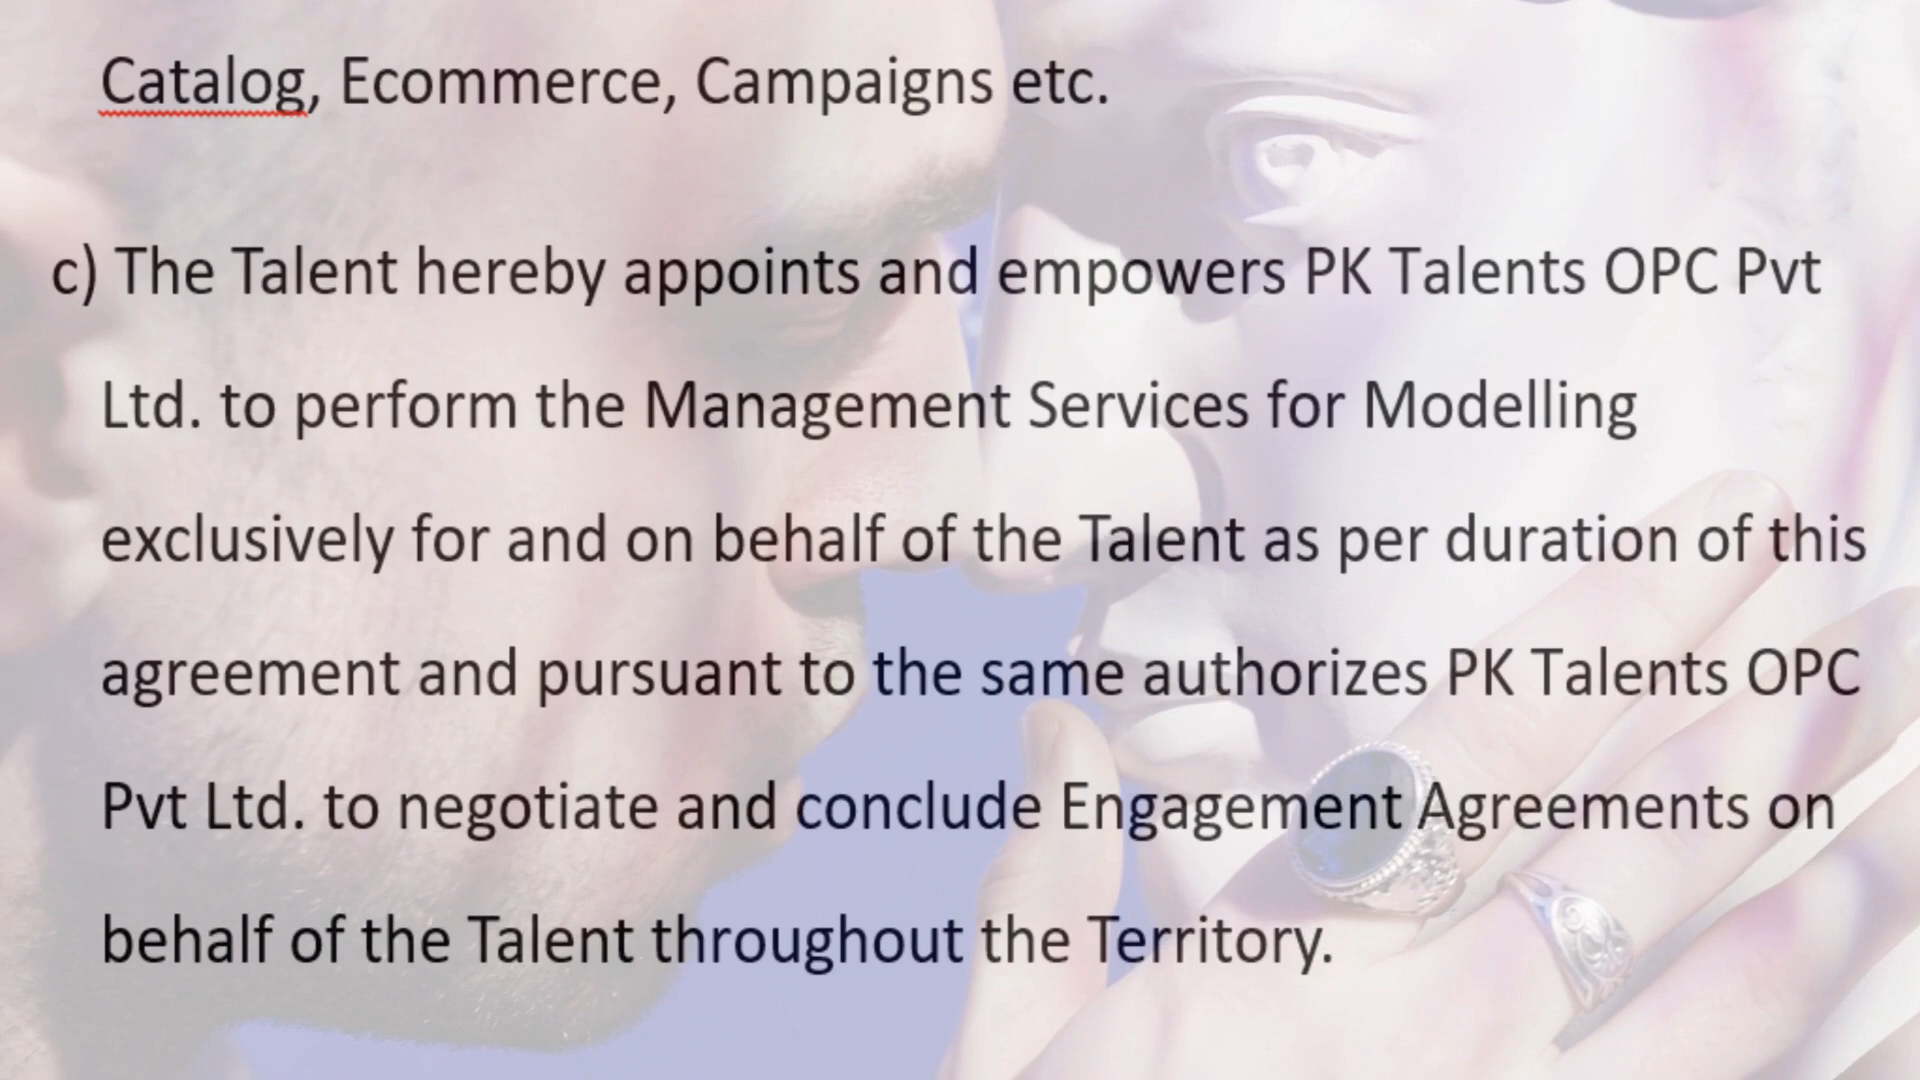 Catalog, Ecommerce, Campaigns etc.
c) The Talent hereby appoints and empowers PK Talents OPC Pvt
Ltd. to perform the Management Services for Modelling
exclusively for and on behalf of the Talent as per duration of this
agreement and pursuant to the same authorizes PK Talents OPC
Pvt Ltd. to negotiate and conclude Engagement Agreements on
behalf of the Talent throughout the Territory.